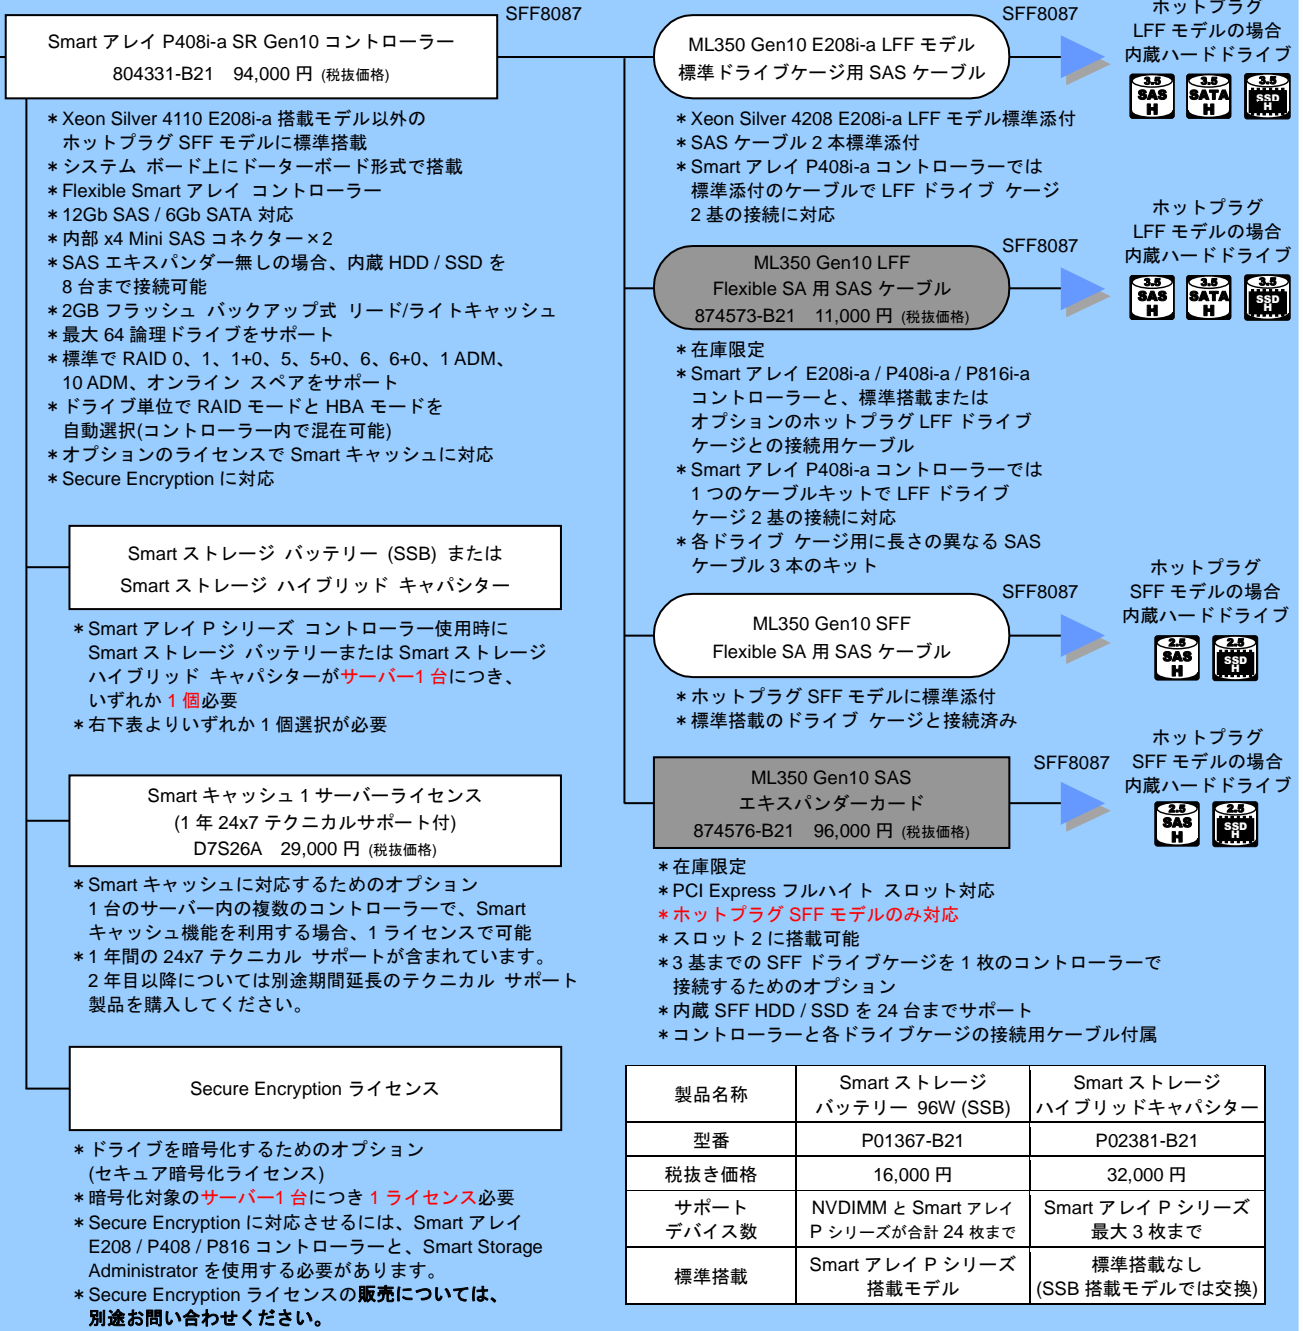 SFF8087
Smart アレイ P408i-a SR Gen10 コントローラー
804331-B21 94,000 円 (税抜価格)
＊Xeon Silver 4110 E208i-a 搭載モデル以外の
ホットプラグ SFF モデルに標準搭載
＊システム ボード上にドーターボード形式で搭載
＊Flexible Smart アレイ コントローラー
＊12Gb SAS / 6Gb SATA 対応
＊内部 x4 Mini SAS コネクター×2
＊SAS エキスパンダー無しの場合、内蔵 HDD / SSD を
8 台まで接続可能
＊2GB フラッシュ バックアップ式 リード/ライトキャッシュ
＊最大 64 論理ドライブをサポート
＊標準で RAID 0、1、1+0、5、5+0、6、6+0、1 ADM、
10 ADM、オンライン スペアをサポート
＊ドライブ単位で RAID モードと HBA モードを
自動選択(コントローラー内で混在可能)
＊オプションのライセンスで Smart キャッシュに対応
＊Secure Encryption に対応
Smart ストレージ バッテリー (SSB) または
Smart ストレージ ハイブリッド キャパシター
＊Smart アレイ P シリーズ コントローラー使用時に
Smart ストレージ バッテリーまたは Smart ストレージ
ハイブリッド キャパシターがサーバー1 台につき、
いずれか 1 個必要
＊右下表よりいずれか 1 個選択が必要
Smart キャッシュ 1 サーバーライセンス
(1 年 24x7 テクニカルサポート付)
D7S26A 29,000 円 (税抜価格)
＊Smart キャッシュに対応するためのオプション
1 台のサーバー内の複数のコントローラーで、Smart
キャッシュ機能を利用する場合、1 ライセンスで可能
＊1 年間の 24x7 テクニカル サポートが含まれています。
2 年目以降については別途期間延長のテクニカル サポート
製品を購入してください。
Secure Encryption ライセンス
＊ドライブを暗号化するためのオプション
(セキュア暗号化ライセンス)
＊暗号化対象のサーバー1 台につき 1 ライセンス必要
＊Secure Encryption に対応させるには、Smart アレイ
E208 / P408 / P816 コントローラーと、Smart Storage
Administrator を使用する必要があります。
＊Secure Encryption ライセンスの販売については、
別途お問い合わせください。
SFF8087
ML350 Gen10 E208i-a LFF モデル
標準ドライブケージ用 SAS ケーブル
ホットプラグ
LFF モデルの場合
内蔵ハードドライブ
3.5 SAS H
3.5 SATA H
3.5 SSD H
＊Xeon Silver 4208 E208i-a LFF モデル標準添付
＊SAS ケーブル 2 本標準添付
＊Smart アレイ P408i-a コントローラーでは
標準添付のケーブルで LFF ドライブ ケージ
2 基の接続に対応
SFF8087
ML350 Gen10 LFF
Flexible SA 用 SAS ケーブル
874573-B21 11,000 円 (税抜価格)
ホットプラグ
LFF モデルの場合
内蔵ハードドライブ
3.5 SAS H
3.5 SATA H
3.5 SSD H
＊在庫限定
＊Smart アレイ E208i-a / P408i-a / P816i-a
コントローラーと、標準搭載または
オプションのホットプラグ LFF ドライブ
ケージとの接続用ケーブル
＊Smart アレイ P408i-a コントローラーでは
1 つのケーブルキットで LFF ドライブ
ケージ 2 基の接続に対応
＊各ドライブ ケージ用に長さの異なる SAS
ケーブル 3 本のキット
SFF8087
ML350 Gen10 SFF
Flexible SA 用 SAS ケーブル
ホットプラグ
SFF モデルの場合
内蔵ハードドライブ
2.5 SAS H
2.5 SSD H
＊ホットプラグ SFF モデルに標準添付
＊標準搭載のドライブ ケージと接続済み
SFF8087
ML350 Gen10 SAS
エキスパンダーカード
874576-B21 96,000 円 (税抜価格)
ホットプラグ
SFF モデルの場合
内蔵ハードドライブ
2.5 SAS H
2.5 SSD H
＊在庫限定
＊PCI Express フルハイト スロット対応
＊ホットプラグ SFF モデルのみ対応
＊スロット 2 に搭載可能
＊3 基までの SFF ドライブケージを 1 枚のコントローラーで
接続するためのオプション
＊内蔵 SFF HDD / SSD を 24 台までサポート
＊コントローラーと各ドライブケージの接続用ケーブル付属
製品名称
Smart ストレージ
バッテリー 96W (SSB)
Smart ストレージ
ハイブリッドキャパシター
型番
P01367-B21
P02381-B21
税抜き価格
16,000 円
32,000 円
サポート
デバイス数
NVDIMM と Smart アレイ
P シリーズが合計 24 枚まで
Smart アレイ P シリーズ
最大 3 枚まで
標準搭載
Smart アレイ P シリーズ
搭載モデル
標準搭載なし
(SSB 搭載モデルでは交換)